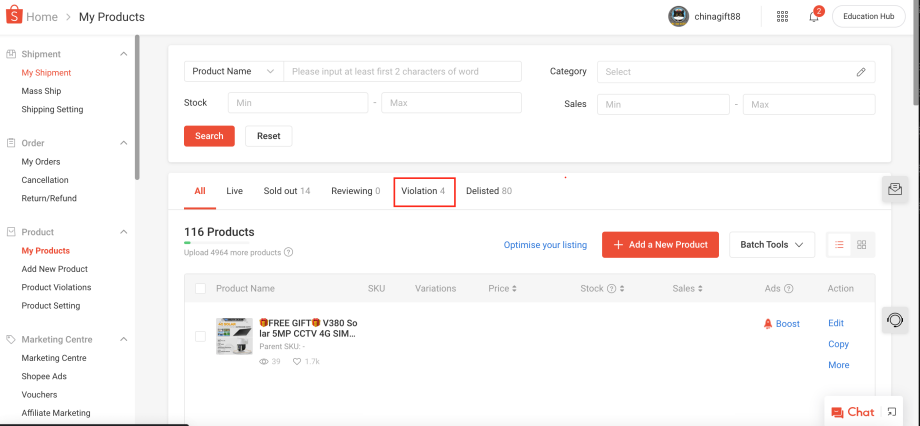 Home > My Products
chinagift88
2
Education Hub
Shipment
My Shipment
Mass Ship
Shipping Setting
Order
My Orders
Cancellation
Return/Refund
Product
My Products
Add New Product
Product Violations
Product Setting
Marketing Centre
Marketing Centre
Shopee Ads
Vouchers
Affiliate Marketing
Product Name Please input at least first 2 characters of word
Category Select
Stock Min - Max
Sales Min - Max
Search Reset
All Live Sold out 14 Reviewing 0 Violation 4 Delisted 80
116 Products
Upload 4964 more products ?
Optimise your listing + Add a New Product Batch Tools
Product Name SKU Variations Price Stock ? Sales Ads ? Action
🎁FREE GIFT🎁 V380 So
lar 5MP CCTV 4G SIM...
Parent SKU: -
39 1.7k
Boost
Edit
Copy
More
Chat